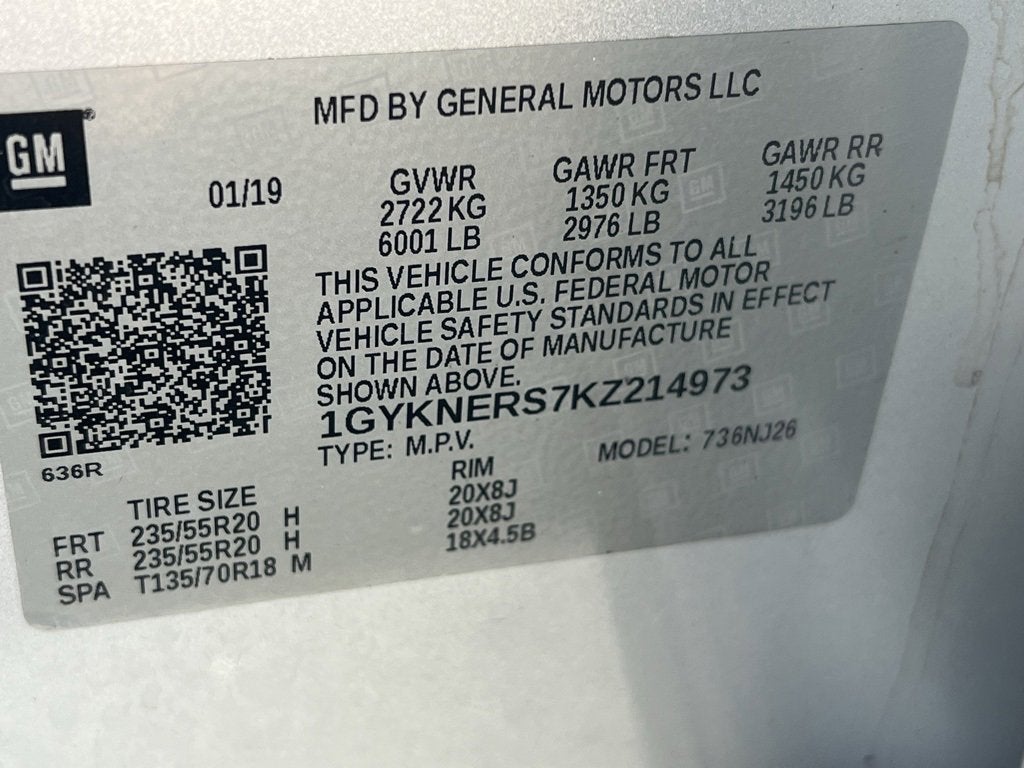 MFD BY GENERAL MOTORS LLC
GM
01/19
GVWR
2722 KG
6001 LB
GAWR FRT
1350 KG
2976 LB
GAWR RR
1450 KG
3196 LB
THIS VEHICLE CONFORMS TO ALL
APPLICABLE U.S. FEDERAL MOTOR
VEHICLE SAFETY STANDARDS IN EFFECT
ON THE DATE OF MANUFACTURE
SHOWN ABOVE.
1GYKNERS7KZ214973
TYPE: M.P.V. MODEL: 736NJ26
636R
TIRE SIZE RIM
FRT 235/55R20 H 20X8J
RR 235/55R20 H 20X8J
SPA T135/70R18 M 18X4.5B